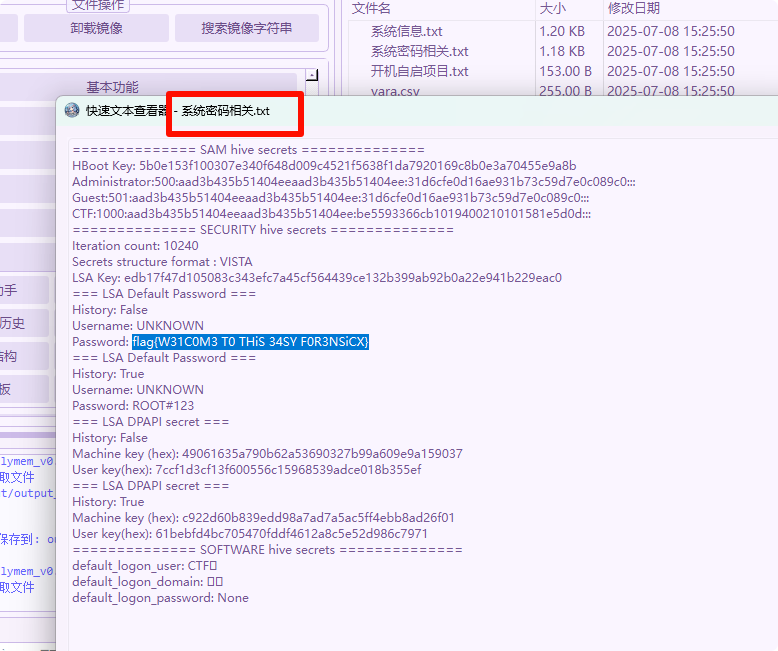 文件操作
卸载镜像
搜索镜像字符串
文件名 大小 修改日期
系统信息.txt 1.20 KB 2025-07-08 15:25:50
系统密码相关.txt 1.18 KB 2025-07-08 15:25:50
开机自启项目.txt 153.00 B 2025-07-08 15:25:50
yara.csv 255.00 B 2025-07-08 15:25:50
基本功能
快速文本查看器 - 系统密码相关.txt
============== SAM hive secrets ==============
HBoot Key: 5b0e153f100307e340f648d009c4521f5638f1da7920169c8b0e3a70455e9a8b
Administrator:500:aad3b435b51404eeaad3b435b51404ee:31d6cfe0d16ae931b73c59d7e0c089c0:::
Guest:501:aad3b435b51404eeaad3b435b51404ee:31d6cfe0d16ae931b73c59d7e0c089c0:::
CTF:1000:aad3b435b51404eeaad3b435b51404ee:be5593366cb1019400210101581e5d0d:::
============== SECURITY hive secrets ==============
Iteration count: 10240
Secrets structure format : VISTA
LSA Key: edb17f47d105083c343efc7a45cf564439ce132b399ab92b0a22e941b229eac0
=== LSA Default Password ===
History: False
Username: UNKNOWN
Password: flag{W31C0M3 T0 THiS 34SY F0R3NSiCX}
=== LSA Default Password ===
History: True
Username: UNKNOWN
Password: ROOT#123
=== LSA DPAPI secret ===
History: False
Machine key (hex): 49061635a790b62a53690327b99a609e9a159037
User key(hex): 7ccf1d3cf13f600556c15968539adce018b355ef
=== LSA DPAPI secret ===
History: True
Machine key (hex): c922d60b839edd98a7ad7a5ac5ff4ebb8ad26f01
User key(hex): 61bebfd4bc705470fddf4612a8c5e52d986c7971
============== SOFTWARE hive secrets ==============
default_logon_user: CTF
default_logon_domain:
default_logon_password: None
手
历史
结构
板
lymem_v0
取文件
t/output_
保存到: ou
lymem_v0
取文件